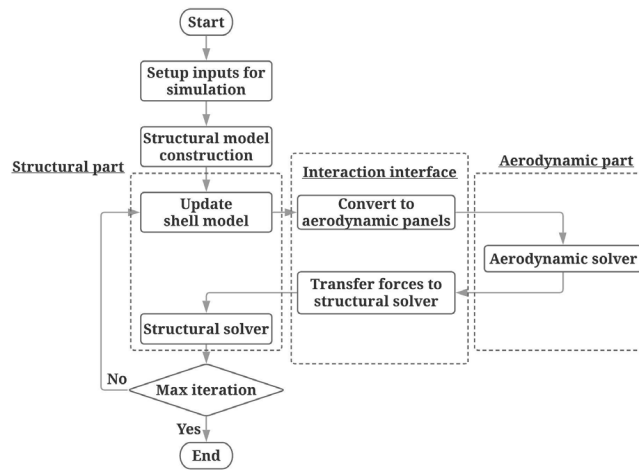 Start
Setup inputs for
simulation
Structural model
construction
Structural part
Interaction interface
Aerodynamic part
Update
shell model
Convert to
aerodynamic panels
Aerodynamic solver
Transfer forces to
structural solver
Structural solver
No
Max iteration
Yes
End